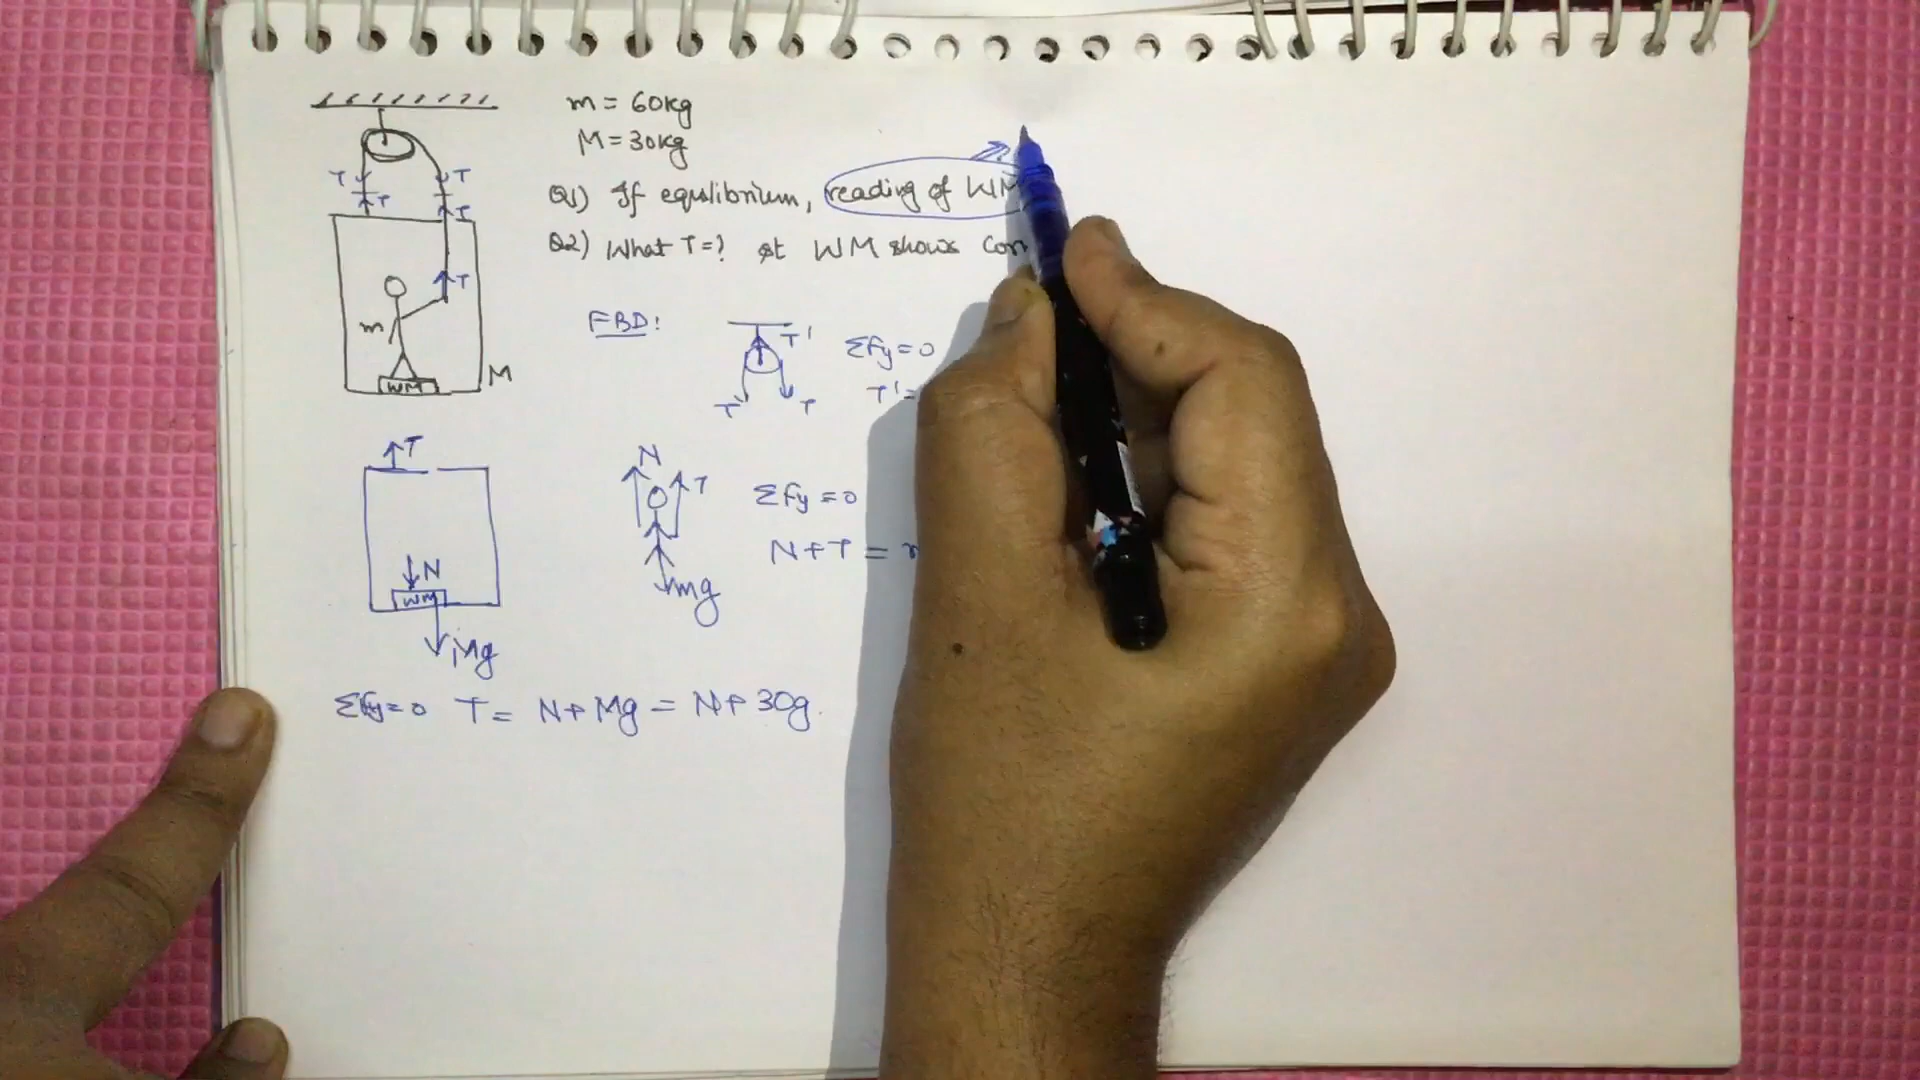 m = 60kg
M = 30kg
Q1) If equilibrium, reading of WM
Q2) What T=? st WM shows
T T
T T
T
m
WM
M
FBD:
T'
T T
Σfy=0
T'=
T
N
WM
Mg
N
T
mg
Σfy=0
N+T =
Σfy=0 T= N+Mg = N+30g